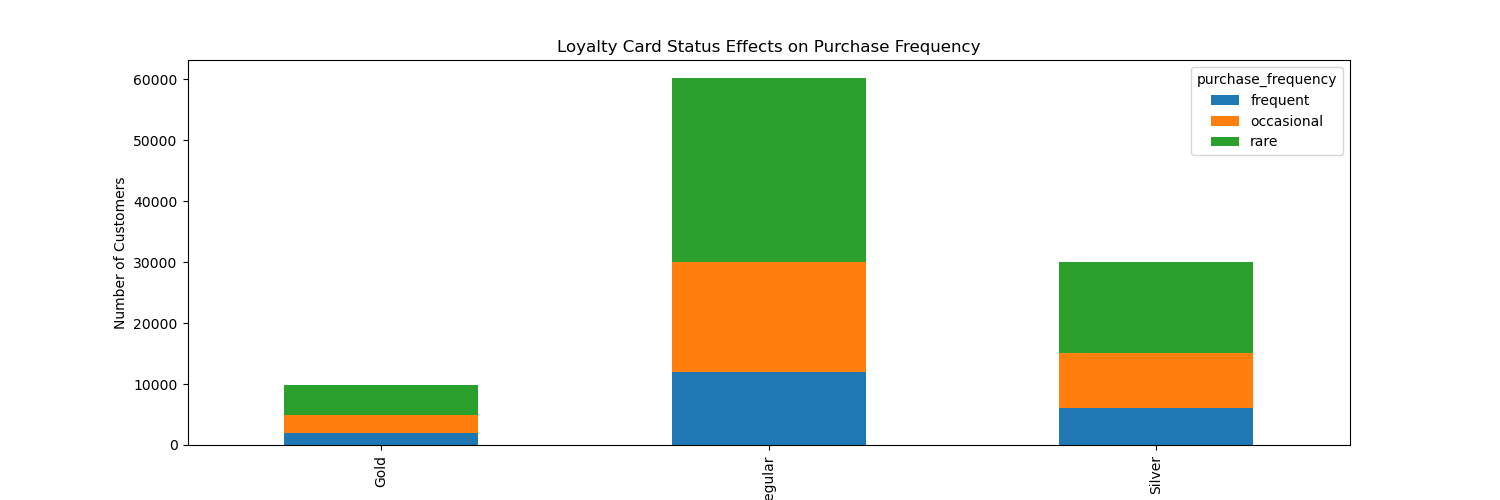 Loyalty Card Status Effects on Purchase Frequency
Number of Customers
60000
50000
40000
30000
20000
10000
0
purchase_frequency
frequent
occasional
rare
Gold
egular
Silver